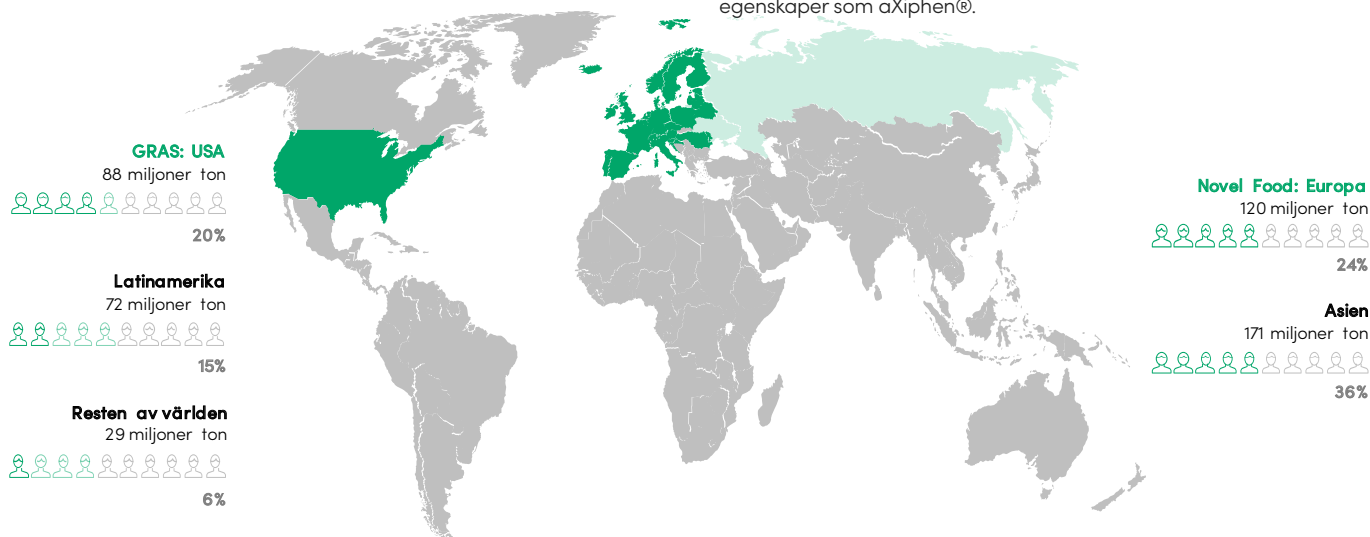 egenskaper som aXiphen®.
GRAS: USA
88 miljoner ton
20%
Latinamerika
72 miljoner ton
15%
Resten av världen
29 miljoner ton
6%
Novel Food: Europa
120 miljoner ton
24%
Asien
171 miljoner ton
36%